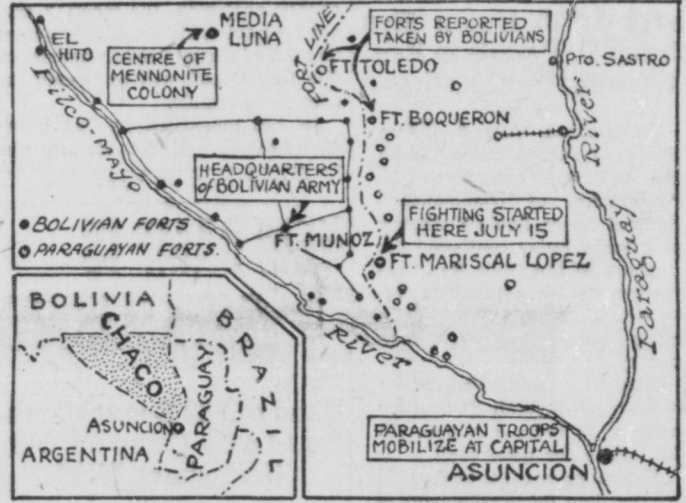 MEDIA
LUNA
EL
HITO
CENTRE OF
MENNONITE
COLONY
FORT LINE
FORTS REPORTED
TAKEN BY BOLIVIANS
FT. TOLEDO
PTO. SASTRO
FT. BOQUERON
PILCO-MAYO
River
HEADQUARTERS
of BOLIVIAN ARMY
BOLIVIAN FORTS
PARAGUAYAN FORTS.
FT. MUÑOZ
FIGHTING STARTED
HERE JULY 15
FT. MARISCAL LOPEZ
Paraguay
River
BOLIVIA
CHACO
BRAZIL
PARAGUAY
ASUNCION
ARGENTINA
PARAGUAYAN TROOPS
MOBILIZE AT CAPITAL
ASUNCION